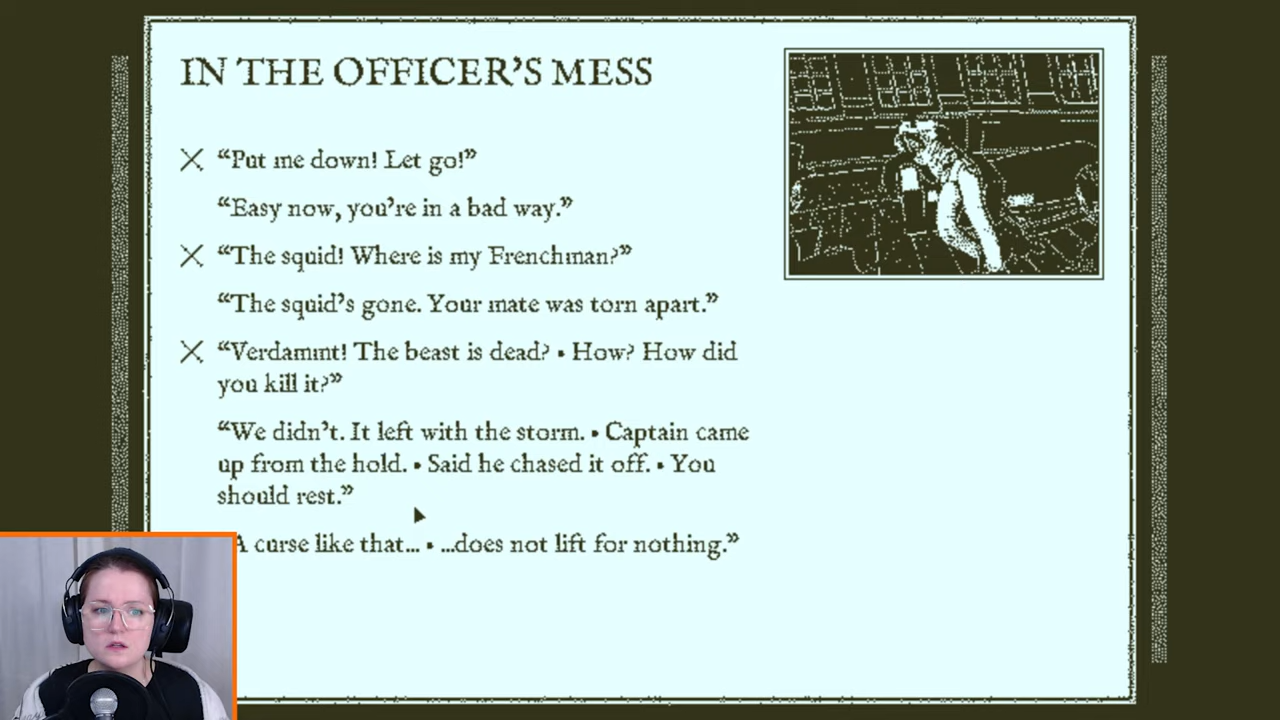 IN THE OFFICER'S MESS
"Put me down! Let go!"
"Easy now, you're in a bad way."
"The squid! Where is my Frenchman?"
"The squid's gone. Your mate was torn apart."
"Verdammt! The beast is dead? • How? How did
you kill it?"
"We didn't. It left with the storm. • Captain came
up from the hold. • Said he chased it off. • You
should rest."
A curse like that... • ...does not lift for nothing."